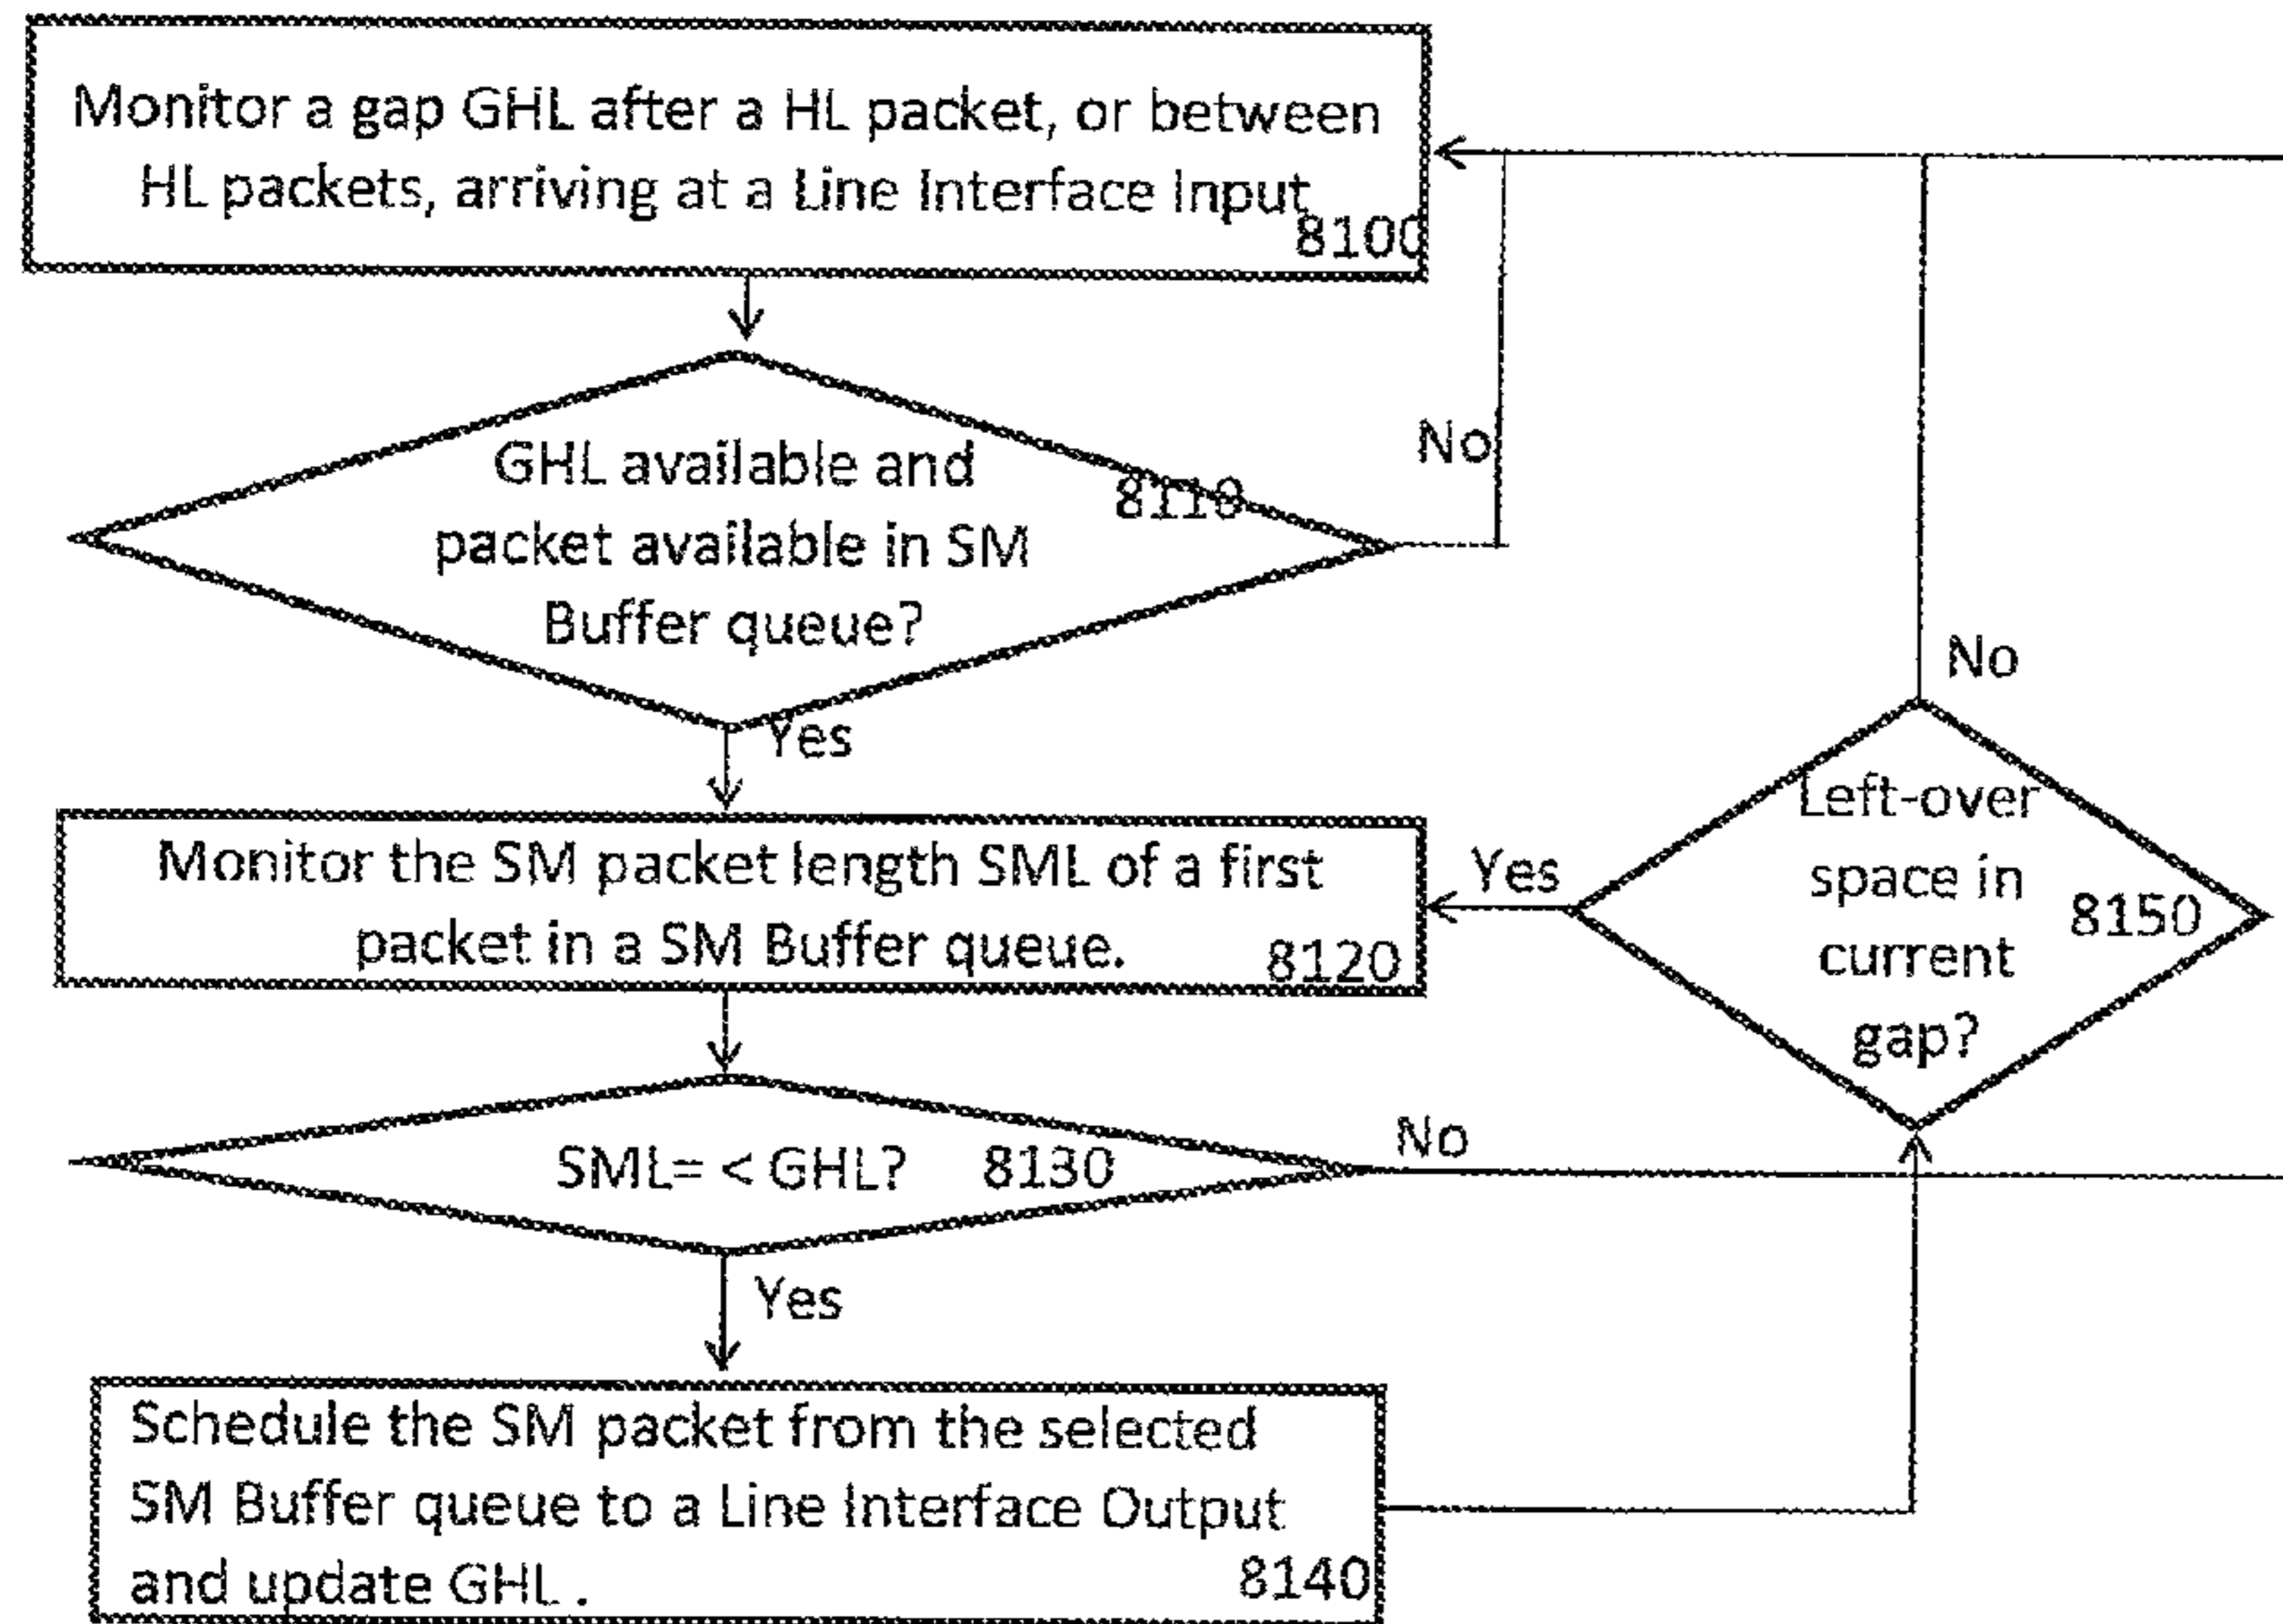 Monitor a gap GHL after a HL packet, or between
HL packets, arriving at a Line Interface Input
8100
GHL available and
8110
packet available in SM
Buffer queue?
No
Yes
Monitor the SM packet length SML of a first
packet in a SM Buffer queue.
8120
SML= < GHL? 8130
No
Yes
Schedule the SM packet from the selected
SM Buffer queue to a Line Interface Output
and update GHL .
8140
No
Left-over
space in
8150
current
gap?
Yes